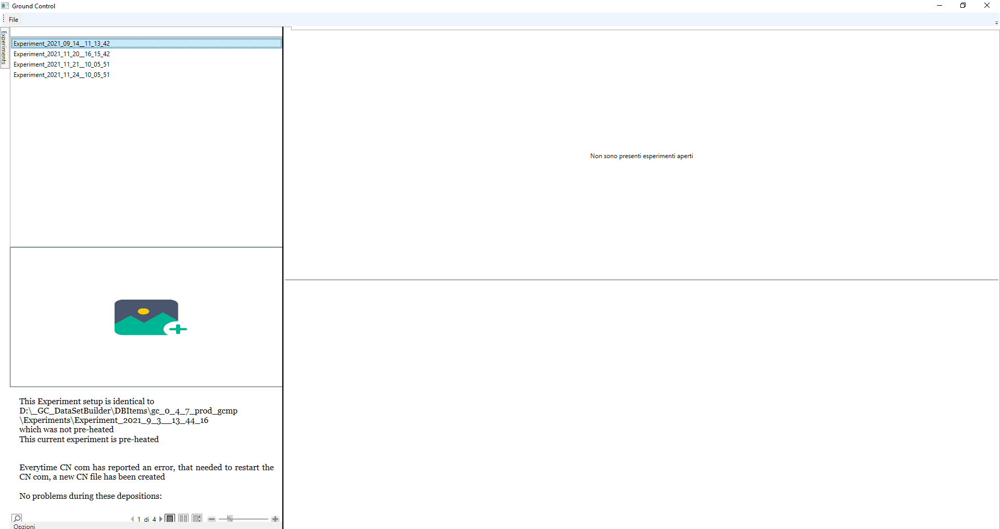 Ground Control
File
Experiments
Experiment_2021_09_14__11_13_42
Experiment_2021_11_20__16_15_42
Experiment_2021_11_21__10_05_51
Experiment_2021_11_24__10_05_51
Non sono presenti esperimenti aperti
This Experiment setup is identical to
D:\_GC_DataSetBuilder\DBItems\gc_0_4_7_prod_gcmp
\Experiments\Experiment_2021_9_3__13_44_16
which was not pre-heated
This current experiment is pre-heated
Everytime CN com has reported an error, that needed to restart the
CN com, a new CN file has been created
No problems during these depositions:
1 di 4
Opzioni